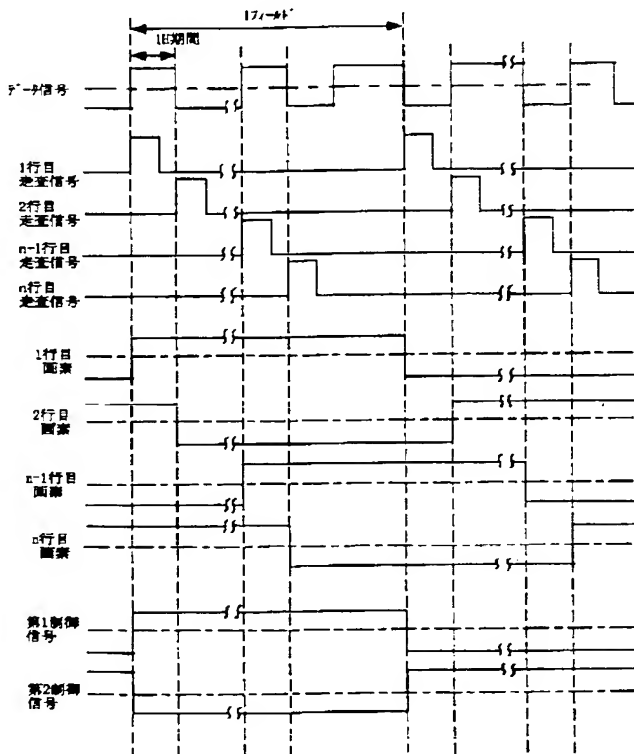 1フィールド
1H期間
データ信号
1行目
走査信号
2行目
走査信号
n-1行目
走査信号
n行目
走査信号
1行目
画素
2行目
画素
n-1行目
画素
n行目
画素
第1制御
信号
第2制御
信号